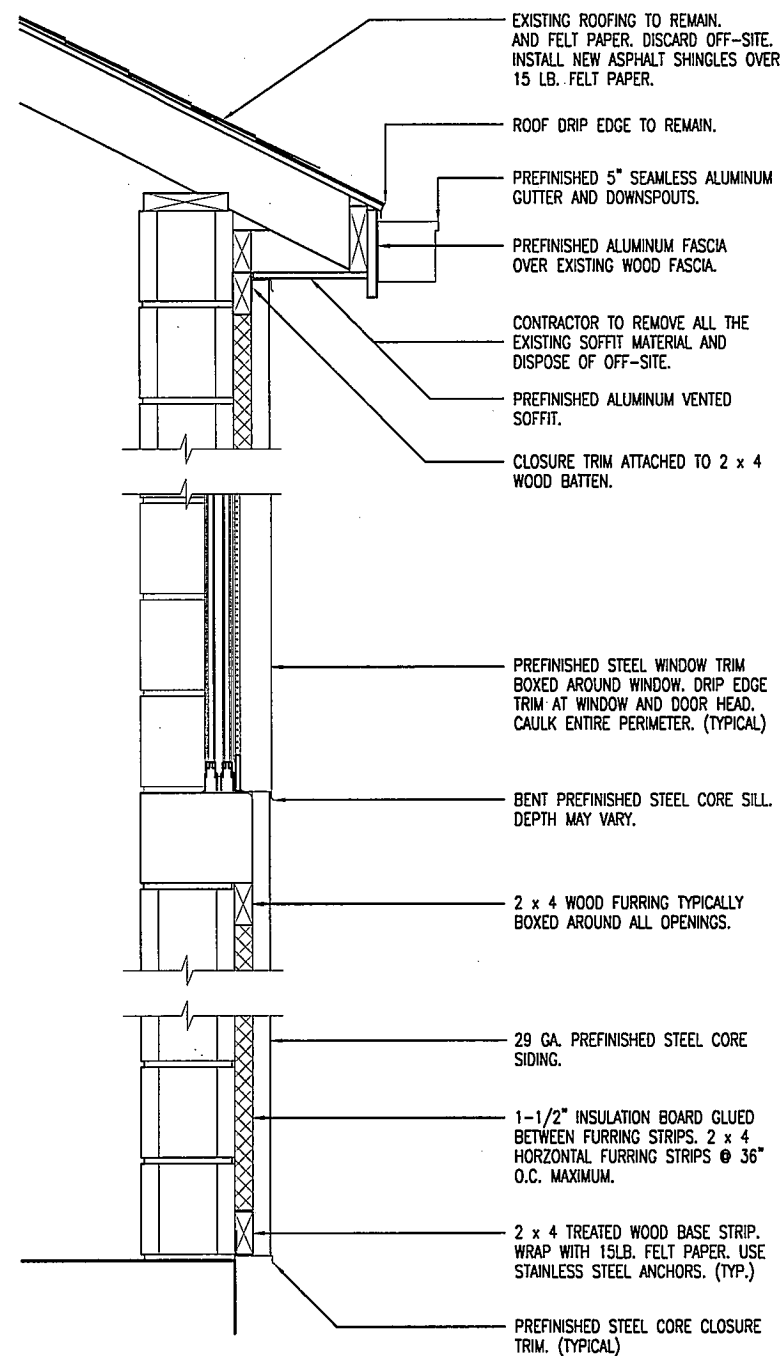 EXISTING ROOFING TO REMAIN.
AND FELT PAPER. DISCARD OFF-SITE.
INSTALL NEW ASPHALT SHINGLES OVER
15 LB. FELT PAPER.
ROOF DRIP EDGE TO REMAIN.
PREFINISHED 5" SEAMLESS ALUMINUM
GUTTER AND DOWNSPOUTS.
PREFINISHED ALUMINUM FASCIA
OVER EXISTING WOOD FASCIA.
CONTRACTOR TO REMOVE ALL THE
EXISTING SOFFIT MATERIAL AND
DISPOSE OF OFF-SITE.
PREFINISHED ALUMINUM VENTED
SOFFIT.
CLOSURE TRIM ATTACHED TO 2 x 4
WOOD BATTEN.
PREFINISHED STEEL WINDOW TRIM
BOXED AROUND WINDOW. DRIP EDGE
TRIM AT WINDOW AND DOOR HEAD.
CAULK ENTIRE PERIMETER. (TYPICAL)
BENT PREFINISHED STEEL CORE SILL.
DEPTH MAY VARY.
2 x 4 WOOD FURRING TYPICALLY
BOXED AROUND ALL OPENINGS.
29 GA. PREFINISHED STEEL CORE
SIDING.
1-1/2" INSULATION BOARD GLUED
BETWEEN FURRING STRIPS. 2 x 4
HORZONTAL FURRING STRIPS @ 36"
O.C. MAXIMUM.
2 x 4 TREATED WOOD BASE STRIP.
WRAP WITH 15LB. FELT PAPER. USE
STAINLESS STEEL ANCHORS. (TYP.)
PREFINISHED STEEL CORE CLOSURE
TRIM. (TYPICAL)